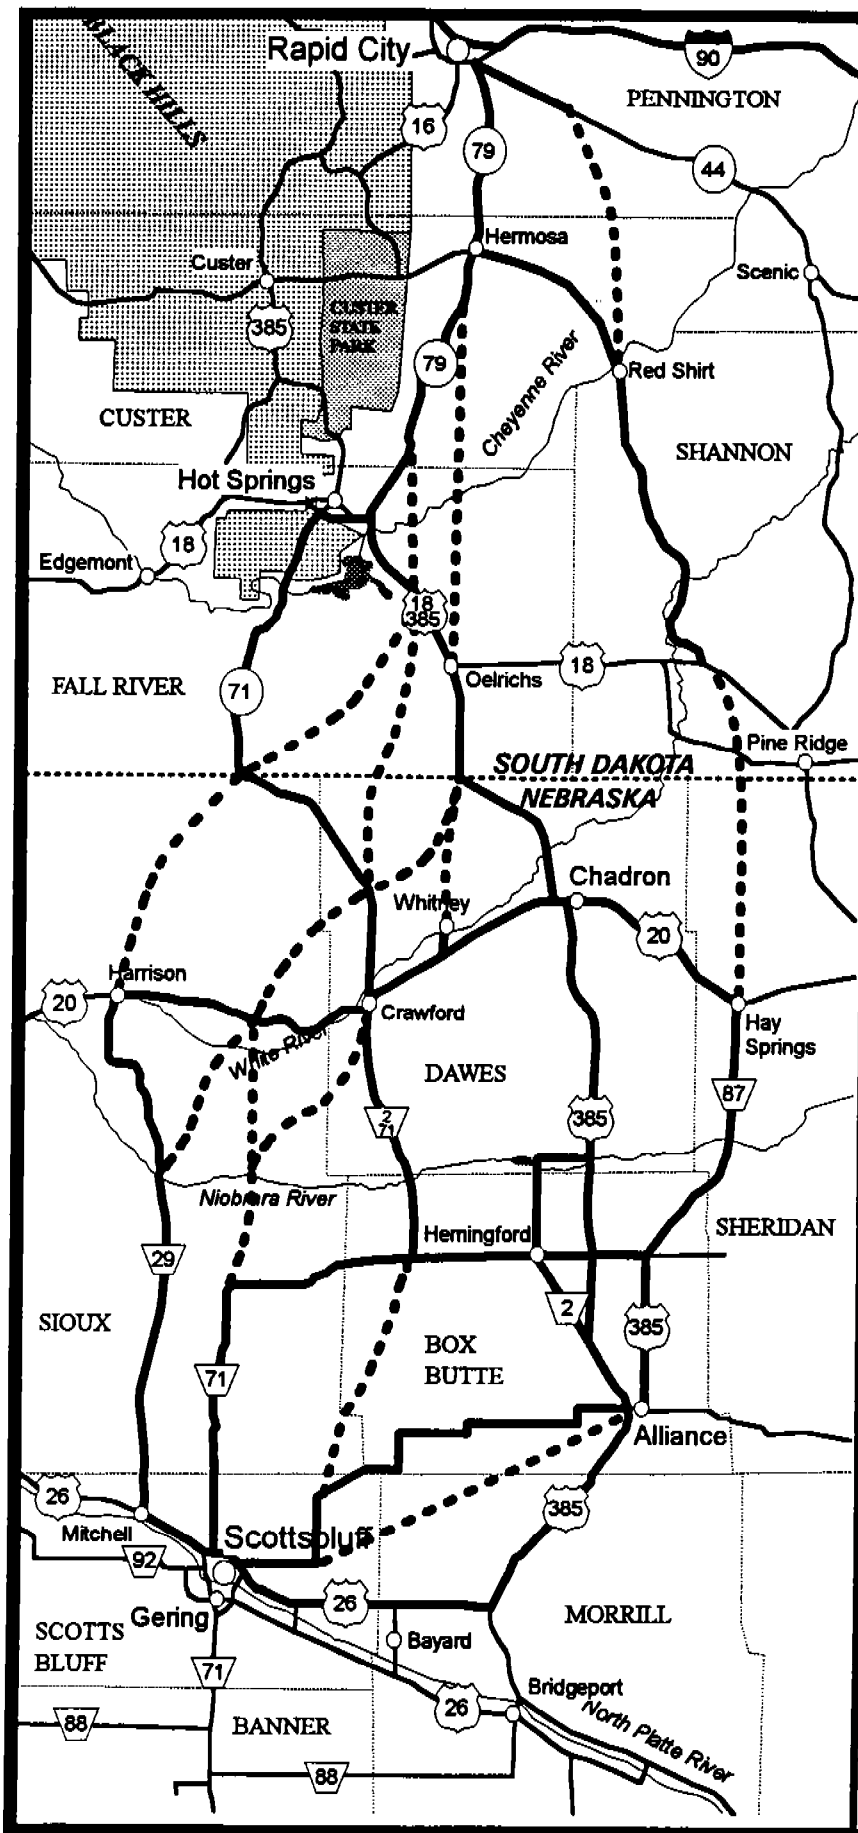 BLACK HILLS
Rapid City
90
PENNINGTON
16
79
44
Hermosa
Custer
Scenic
385
CUSTER
STATE
PARK
79
Cheyenne River
Red Shirt
CUSTER
SHANNON
Hot Springs
18
Edgemont
18
385
Oelrichs
18
FALL RIVER
71
Pine Ridge
SOUTH DAKOTA
NEBRASKA
Chadron
Whitney
20
Harrison
20
Crawford
Hay
Springs
White River
DAWES
87
2
71
385
Niobrara River
Hemingford
SHERIDAN
29
2
SIOUX
385
BOX
BUTTE
71
Alliance
26
385
Mitchell
Scottsbluff
92
26
Gering
MORRILL
SCOTTS
BLUFF
Bayard
71
Bridgeport
26
North Platte River
88
BANNER
88